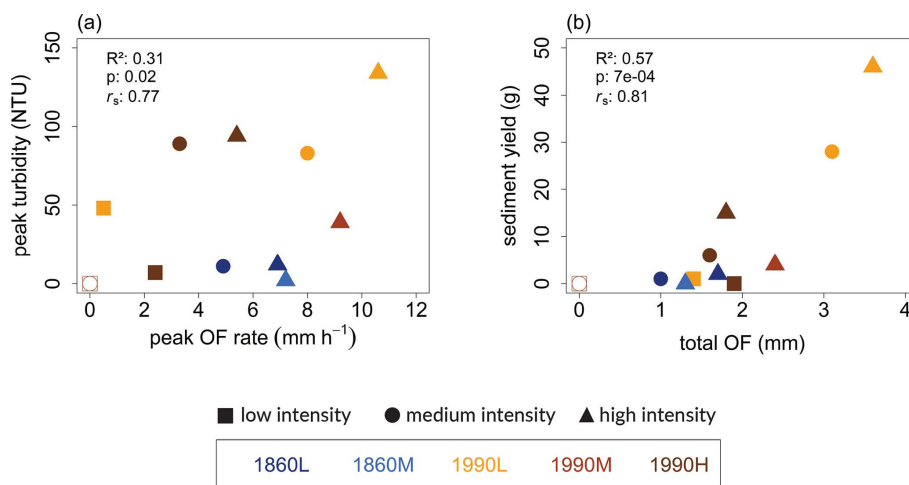 (a)
R²: 0.31
p: 0.02
rs: 0.77
peak turbidity (NTU)
150
100
50
0
0 2 4 6 8 10 12
peak OF rate (mm h⁻¹)
(b)
R²: 0.57
p: 7e-04
rs: 0.81
sediment yield (g)
50
40
30
20
10
0
0 1 2 3 4
total OF (mm)
low intensity medium intensity high intensity
1860L 1860M 1990L 1990M 1990H